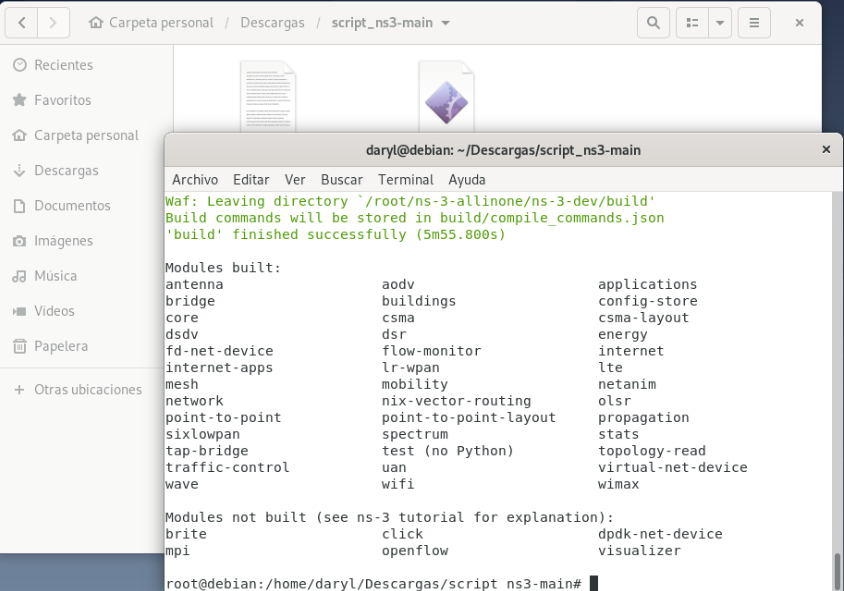 Carpeta personal / Descargas / script_ns3-main
Recientes
Favoritos
Carpeta personal
Descargas
Documentos
Imágenes
Música
Vídeos
Papelera
+ Otras ubicaciones
daryl@debian: ~/Descargas/script_ns3-main
Archivo Editar Ver Buscar Terminal Ayuda
Waf: Leaving directory `/root/ns-3-allinone/ns-3-dev/build'
Build commands will be stored in build/compile_commands.json
'build' finished successfully (5m55.800s)
Modules built:
antenna aodv applications
bridge buildings config-store
core csma csma-layout
dsdv dsr energy
fd-net-device flow-monitor internet
internet-apps lr-wpan lte
mesh mobility netanim
network nix-vector-routing olsr
point-to-point point-to-point-layout propagation
sixlowpan spectrum stats
tap-bridge test (no Python) topology-read
traffic-control uan virtual-net-device
wave wifi wimax
Modules not built (see ns-3 tutorial for explanation):
brite click dpdk-net-device
mpi openflow visualizer
root@debian:/home/daryl/Descargas/script_ns3-main#